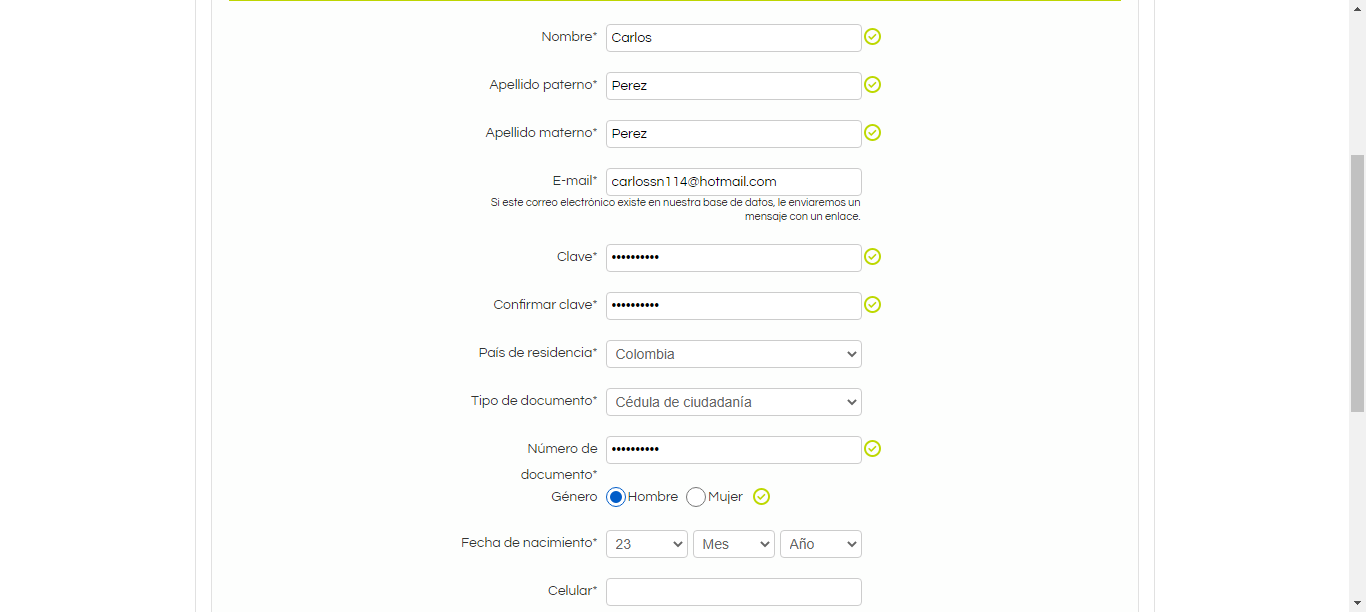 Nombre* Carlos
Apellido paterno* Perez
Apellido materno* Perez
E-mail* carlossn114@hotmail.com
Si este correo electrónico existe en nuestra base de datos, le enviaremos un
mensaje con un enlace.
Clave* ••••••••••
Confirmar clave* ••••••••••
País de residencia* Colombia
Tipo de documento* Cédula de ciudadanía
Número de ••••••••••
documento*
Género Hombre Mujer
Fecha de nacimiento* 23 Mes Año
Celular*